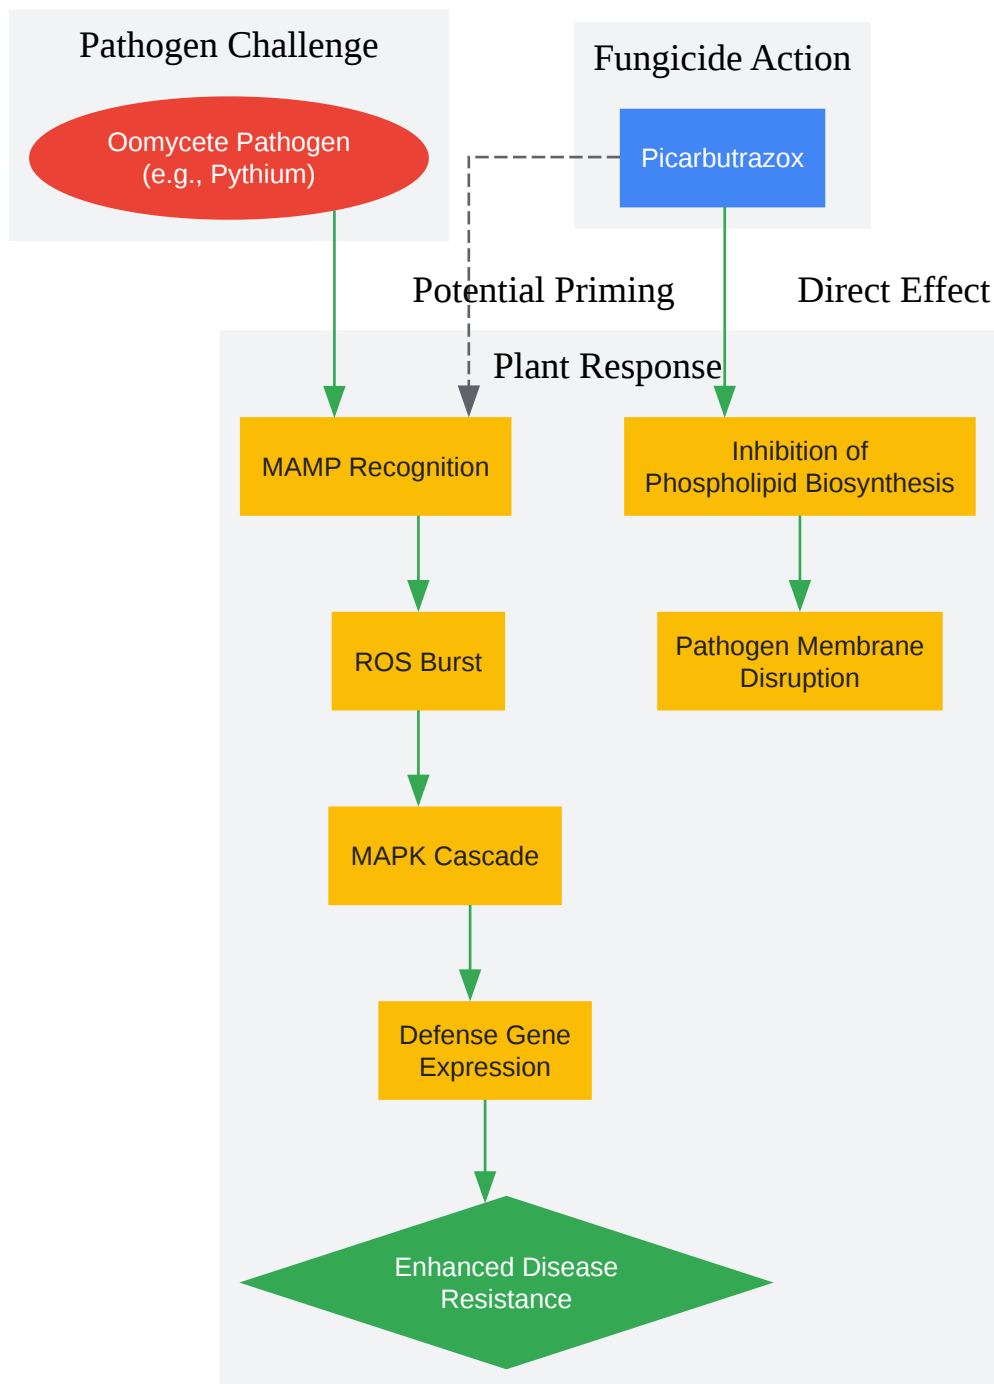 Pathogen Challenge
Oomycete Pathogen
(e.g., Pythium)
Fungicide Action
Picarbutrazox
Potential Priming
Direct Effect
Plant Response
MAMP Recognition
Inhibition of
Phospholipid Biosynthesis
ROS Burst
Pathogen Membrane
Disruption
MAPK Cascade
Defense Gene
Expression
Enhanced Disease
Resistance